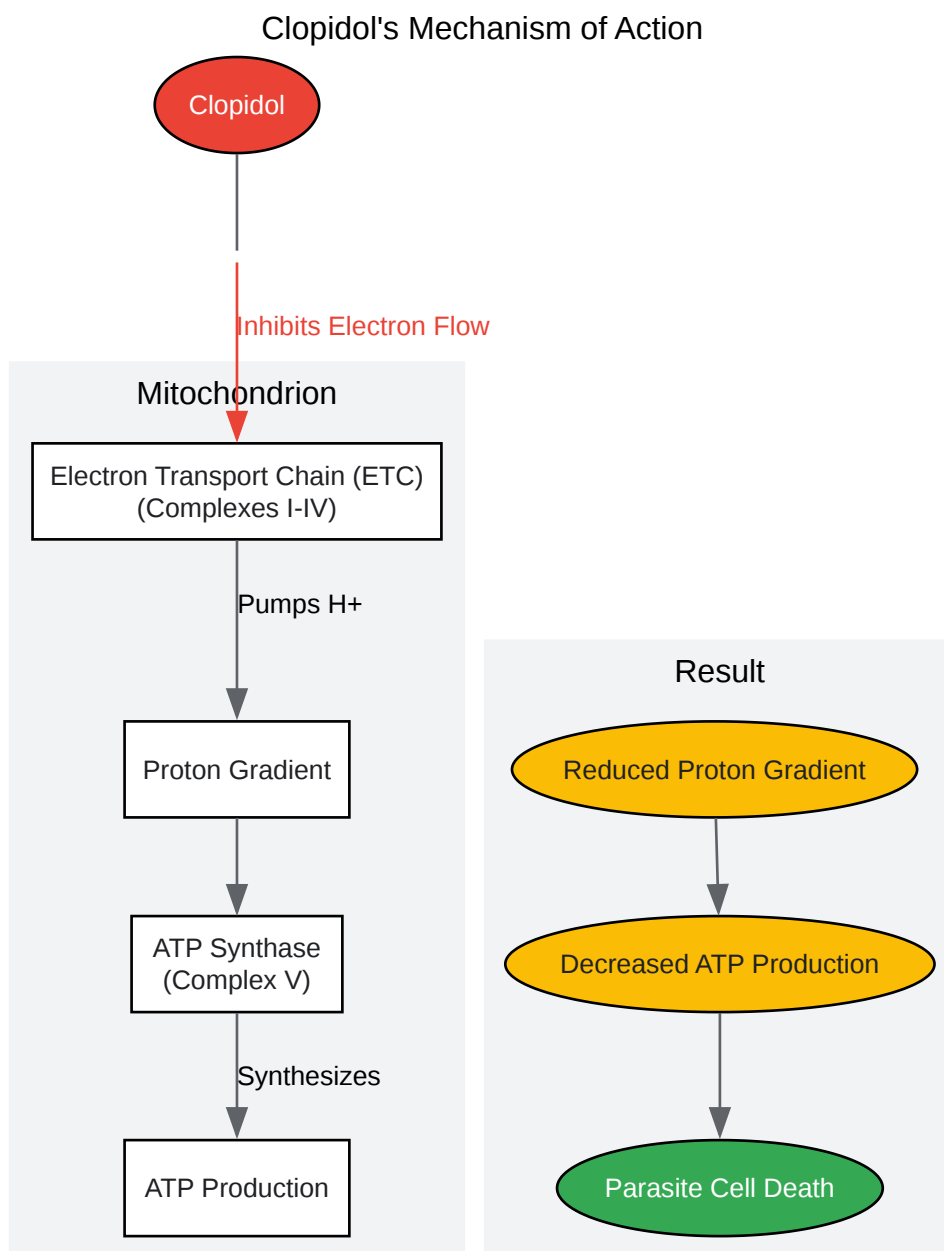 Clopidol's Mechanism of Action
Clopidol
Inhibits Electron Flow
Mitochondrion
Electron Transport Chain (ETC)
(Complexes I-IV)
Pumps H+
Proton Gradient
ATP Synthase
(Complex V)
Synthesizes
ATP Production
Result
Reduced Proton Gradient
Decreased ATP Production
Parasite Cell Death